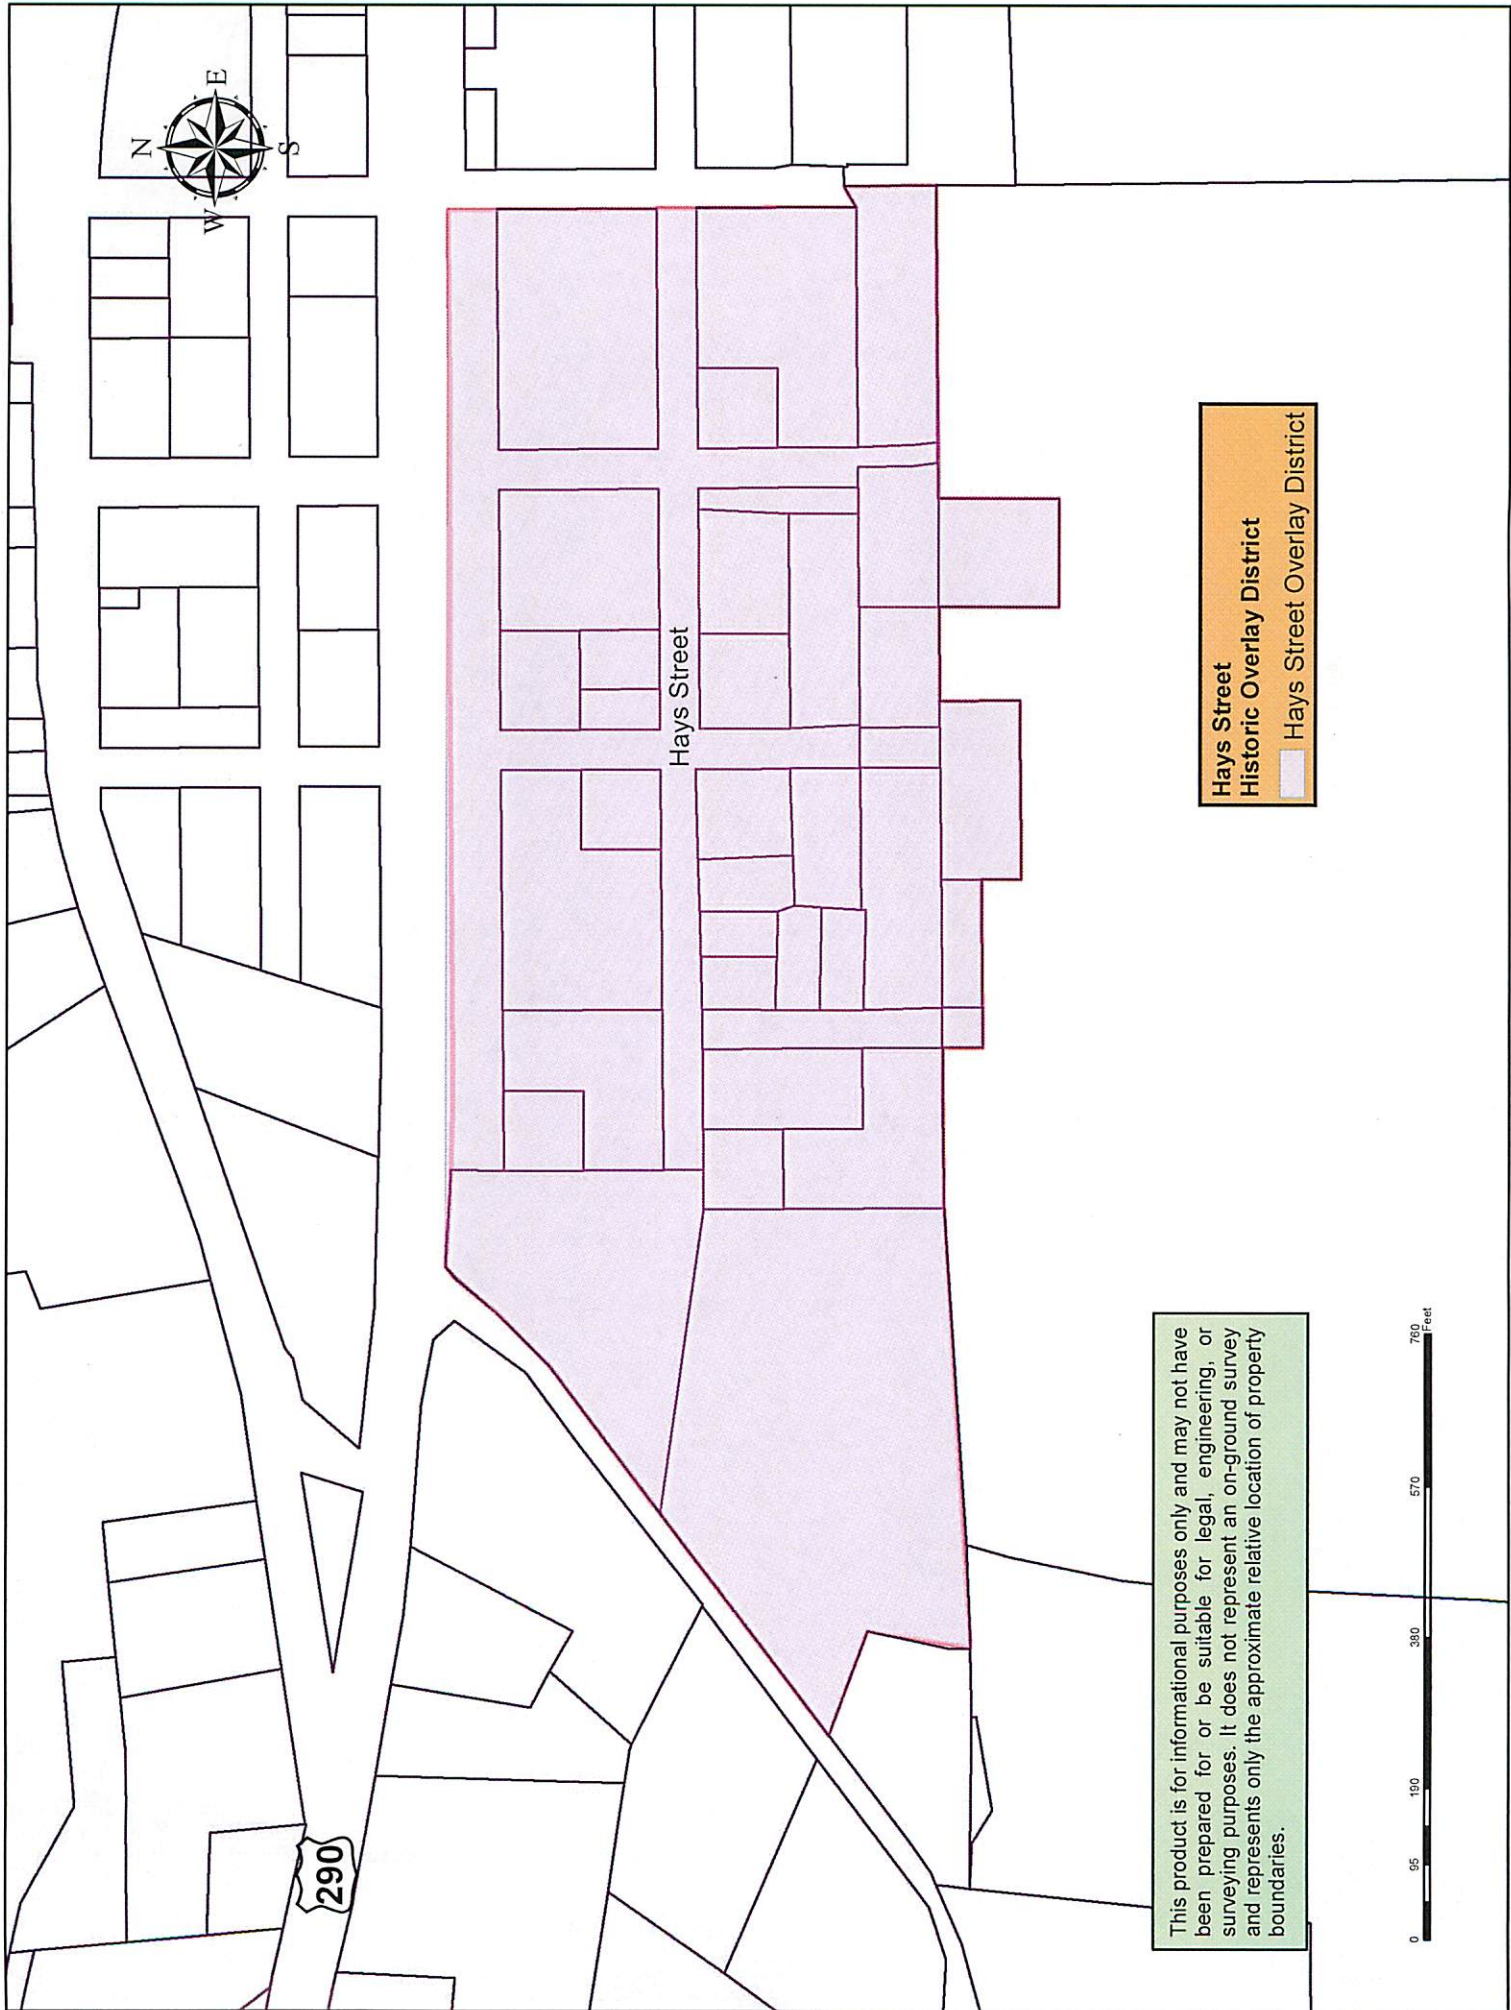 N
E
S
W
Hays Street
290
Hays Street
Historic Overlay District
Hays Street Overlay District
This product is for informational purposes only and may not have
been prepared for or be suitable for legal, engineering, or
surveying purposes. It does not represent an on-ground survey
and represents only the approximate relative location of property
boundaries.
0 95 190 380 570 760
Feet